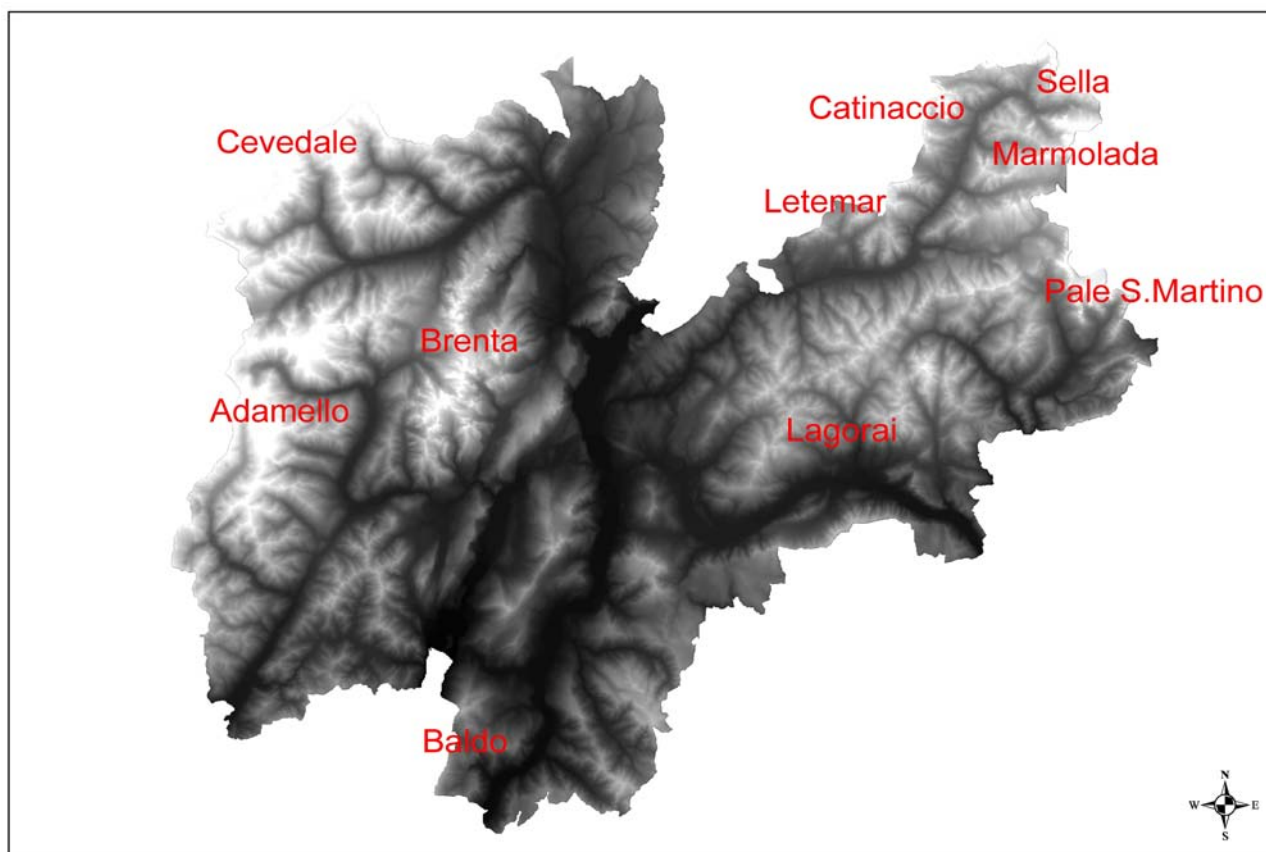 Sella
Catinaccio
Cevedale
Marmolada
Letemar
Pale S.Martino
Brenta
Adamello
Lagorai
Baldo
N
W E
S